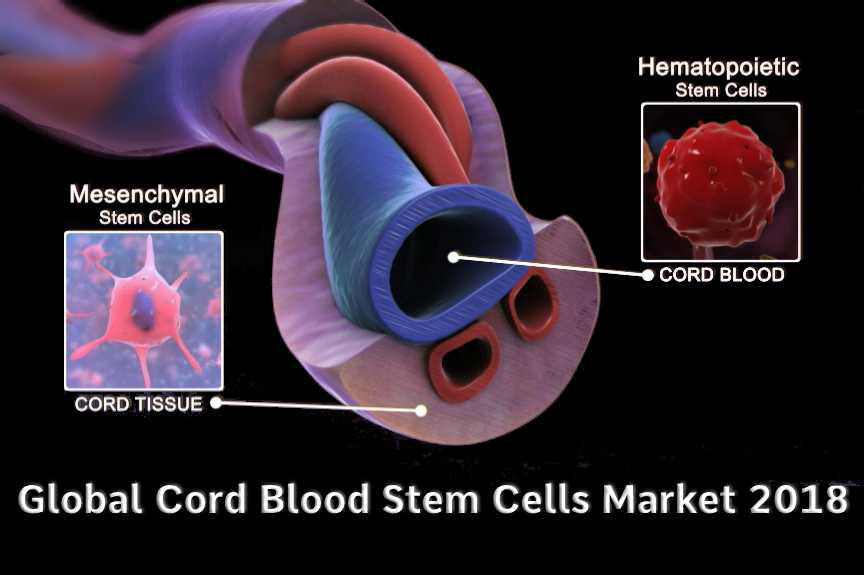 Hematopoietic
Stem Cells
CORD BLOOD
Mesenchymal
Stem Cells
CORD TISSUE
Global Cord Blood Stem Cells Market 2018